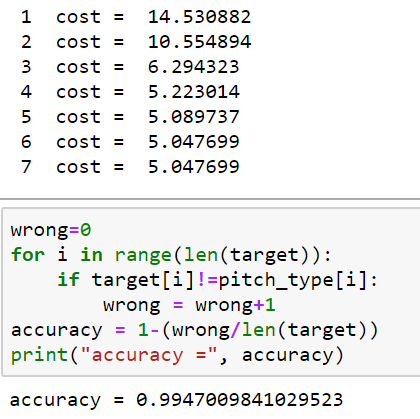 1  cost =  14.530882
2  cost =  10.554894
3  cost =  6.294323
4  cost =  5.223014
5  cost =  5.089737
6  cost =  5.047699
7  cost =  5.047699
wrong=0
for i in range(len(target)):
    if target[i]!=pitch_type[i]:
        wrong = wrong+1
accuracy = 1-(wrong/len(target))
print("accuracy =", accuracy)
accuracy = 0.9947009841029523